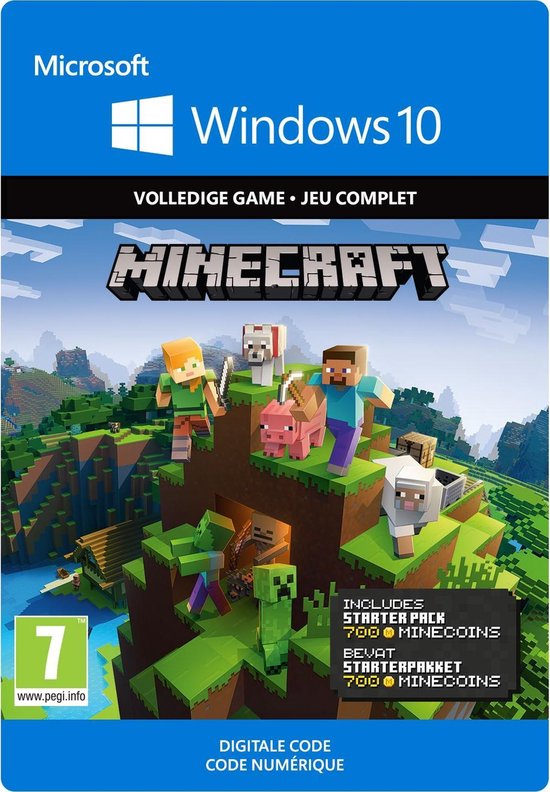 Microsoft
Windows 10
VOLLEDIGE GAME • JEU COMPLET
MINECRAFT
INCLUDES
STARTER PACK
700 MINECOINS
BEVAT
STARTERPAKKET
700 MINECOINS
7
™
www.pegi.info
DIGITALE CODE
CODE NUMÉRIQUE